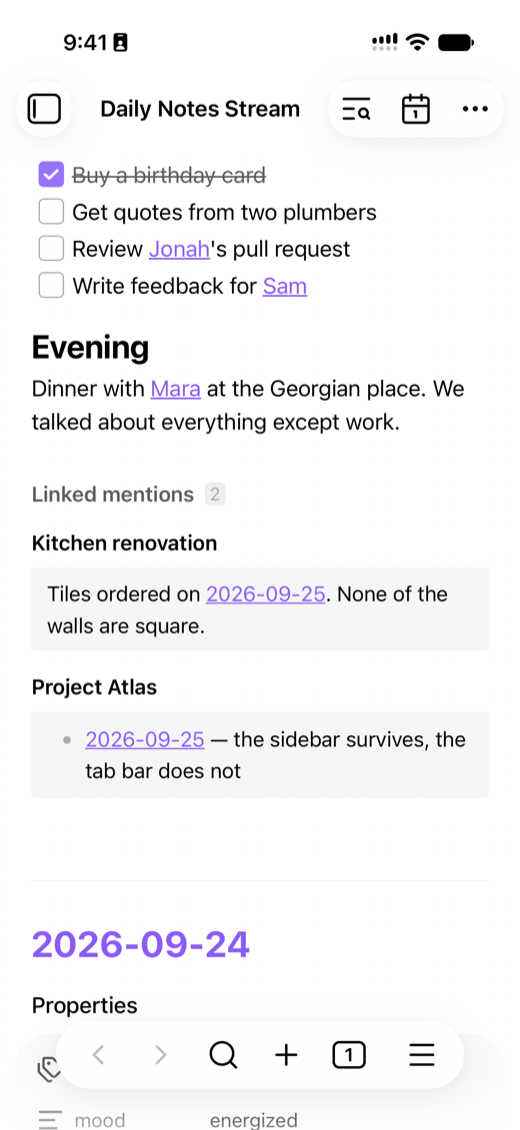 9:41
Daily Notes Stream
1
Buy a birthday card
Get quotes from two plumbers
Review Jonah's pull request
Write feedback for Sam
Evening
Dinner with Mara at the Georgian place. We
talked about everything except work.
Linked mentions 2
Kitchen renovation
Tiles ordered on 2026-09-25. None of the
walls are square.
Project Atlas
2026-09-25 — the sidebar survives, the
tab bar does not
2026-09-24
Properties
1
mood energized